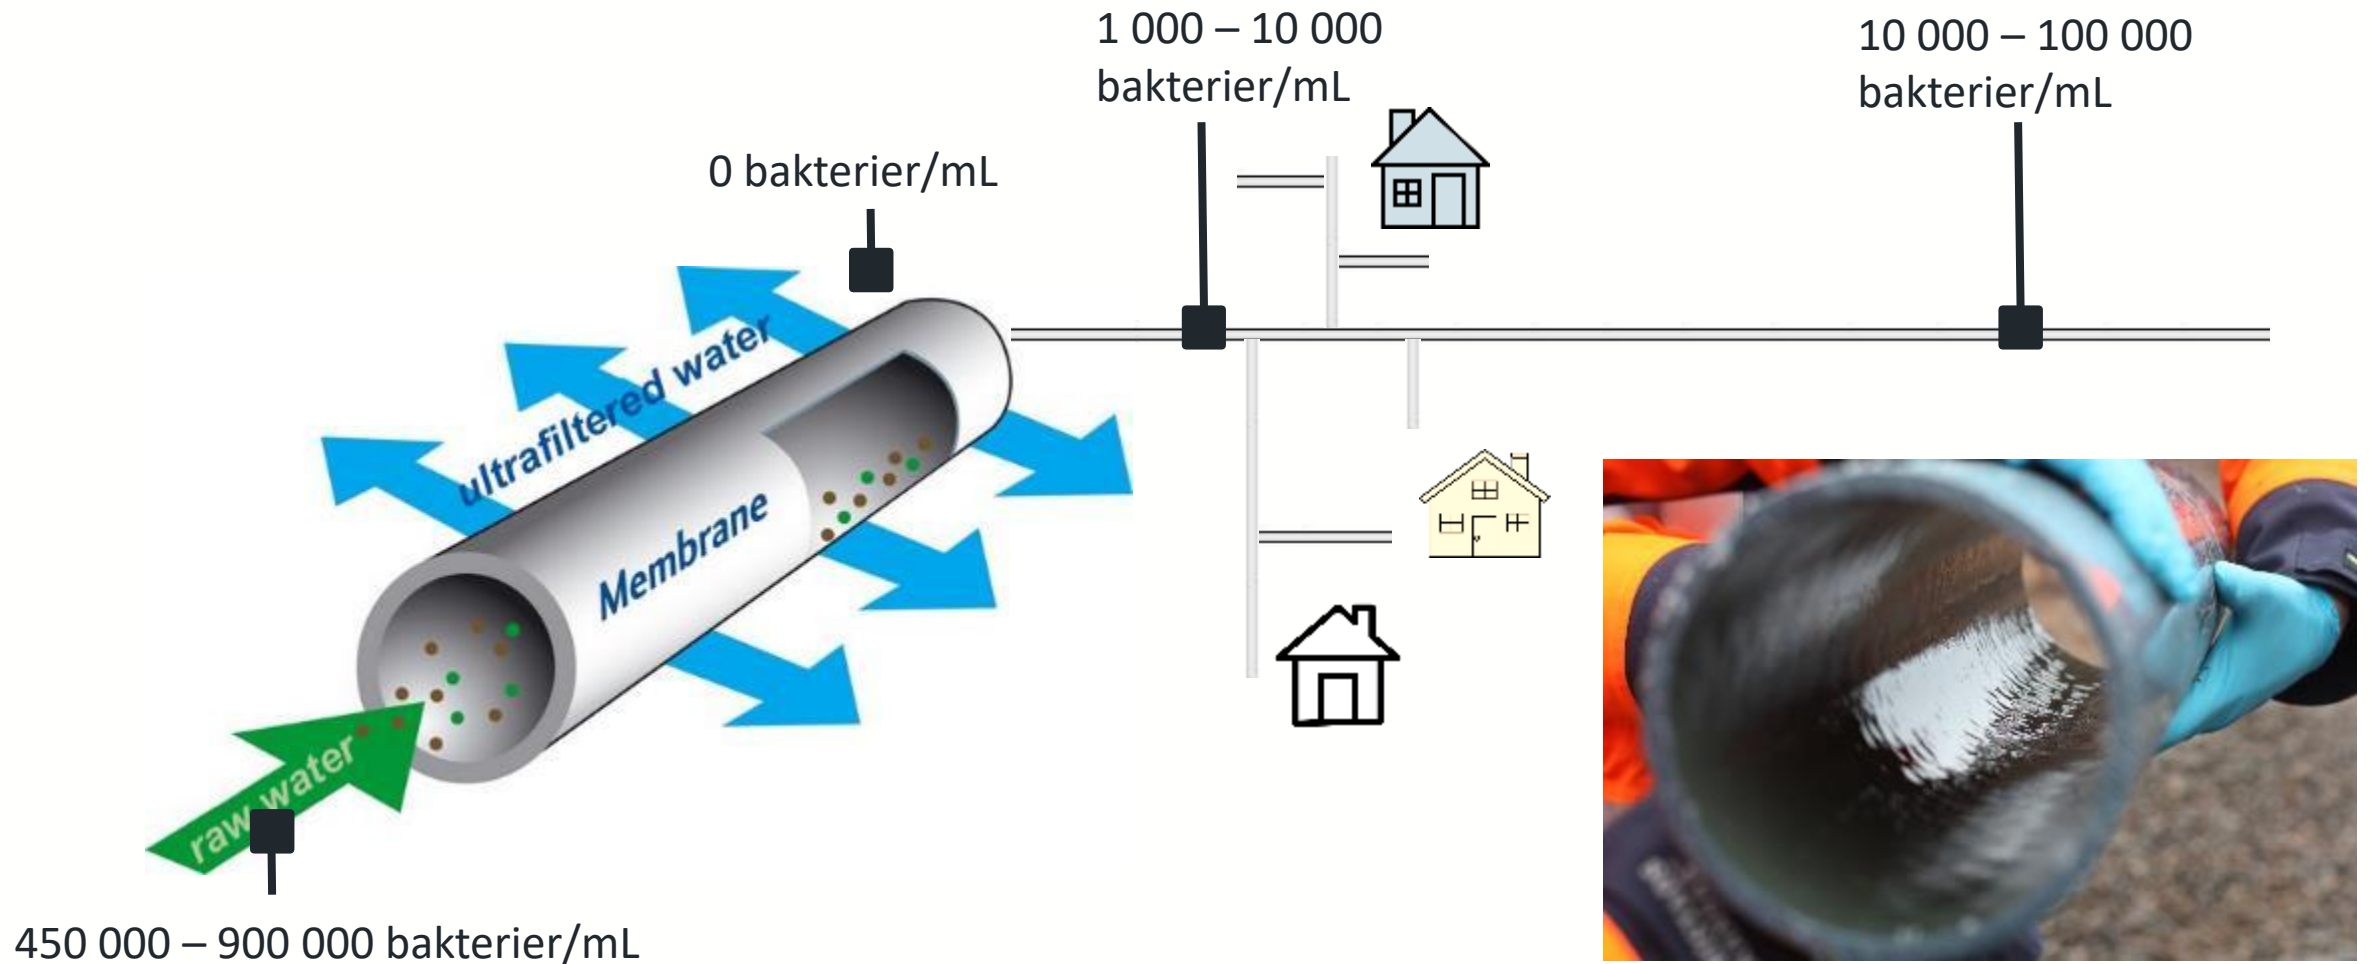 1 000 – 10 000
bakterier/mL
10 000 – 100 000
bakterier/mL
0 bakterier/mL
ultrafiltered water
Membrane
raw water
450 000 – 900 000 bakterier/mL